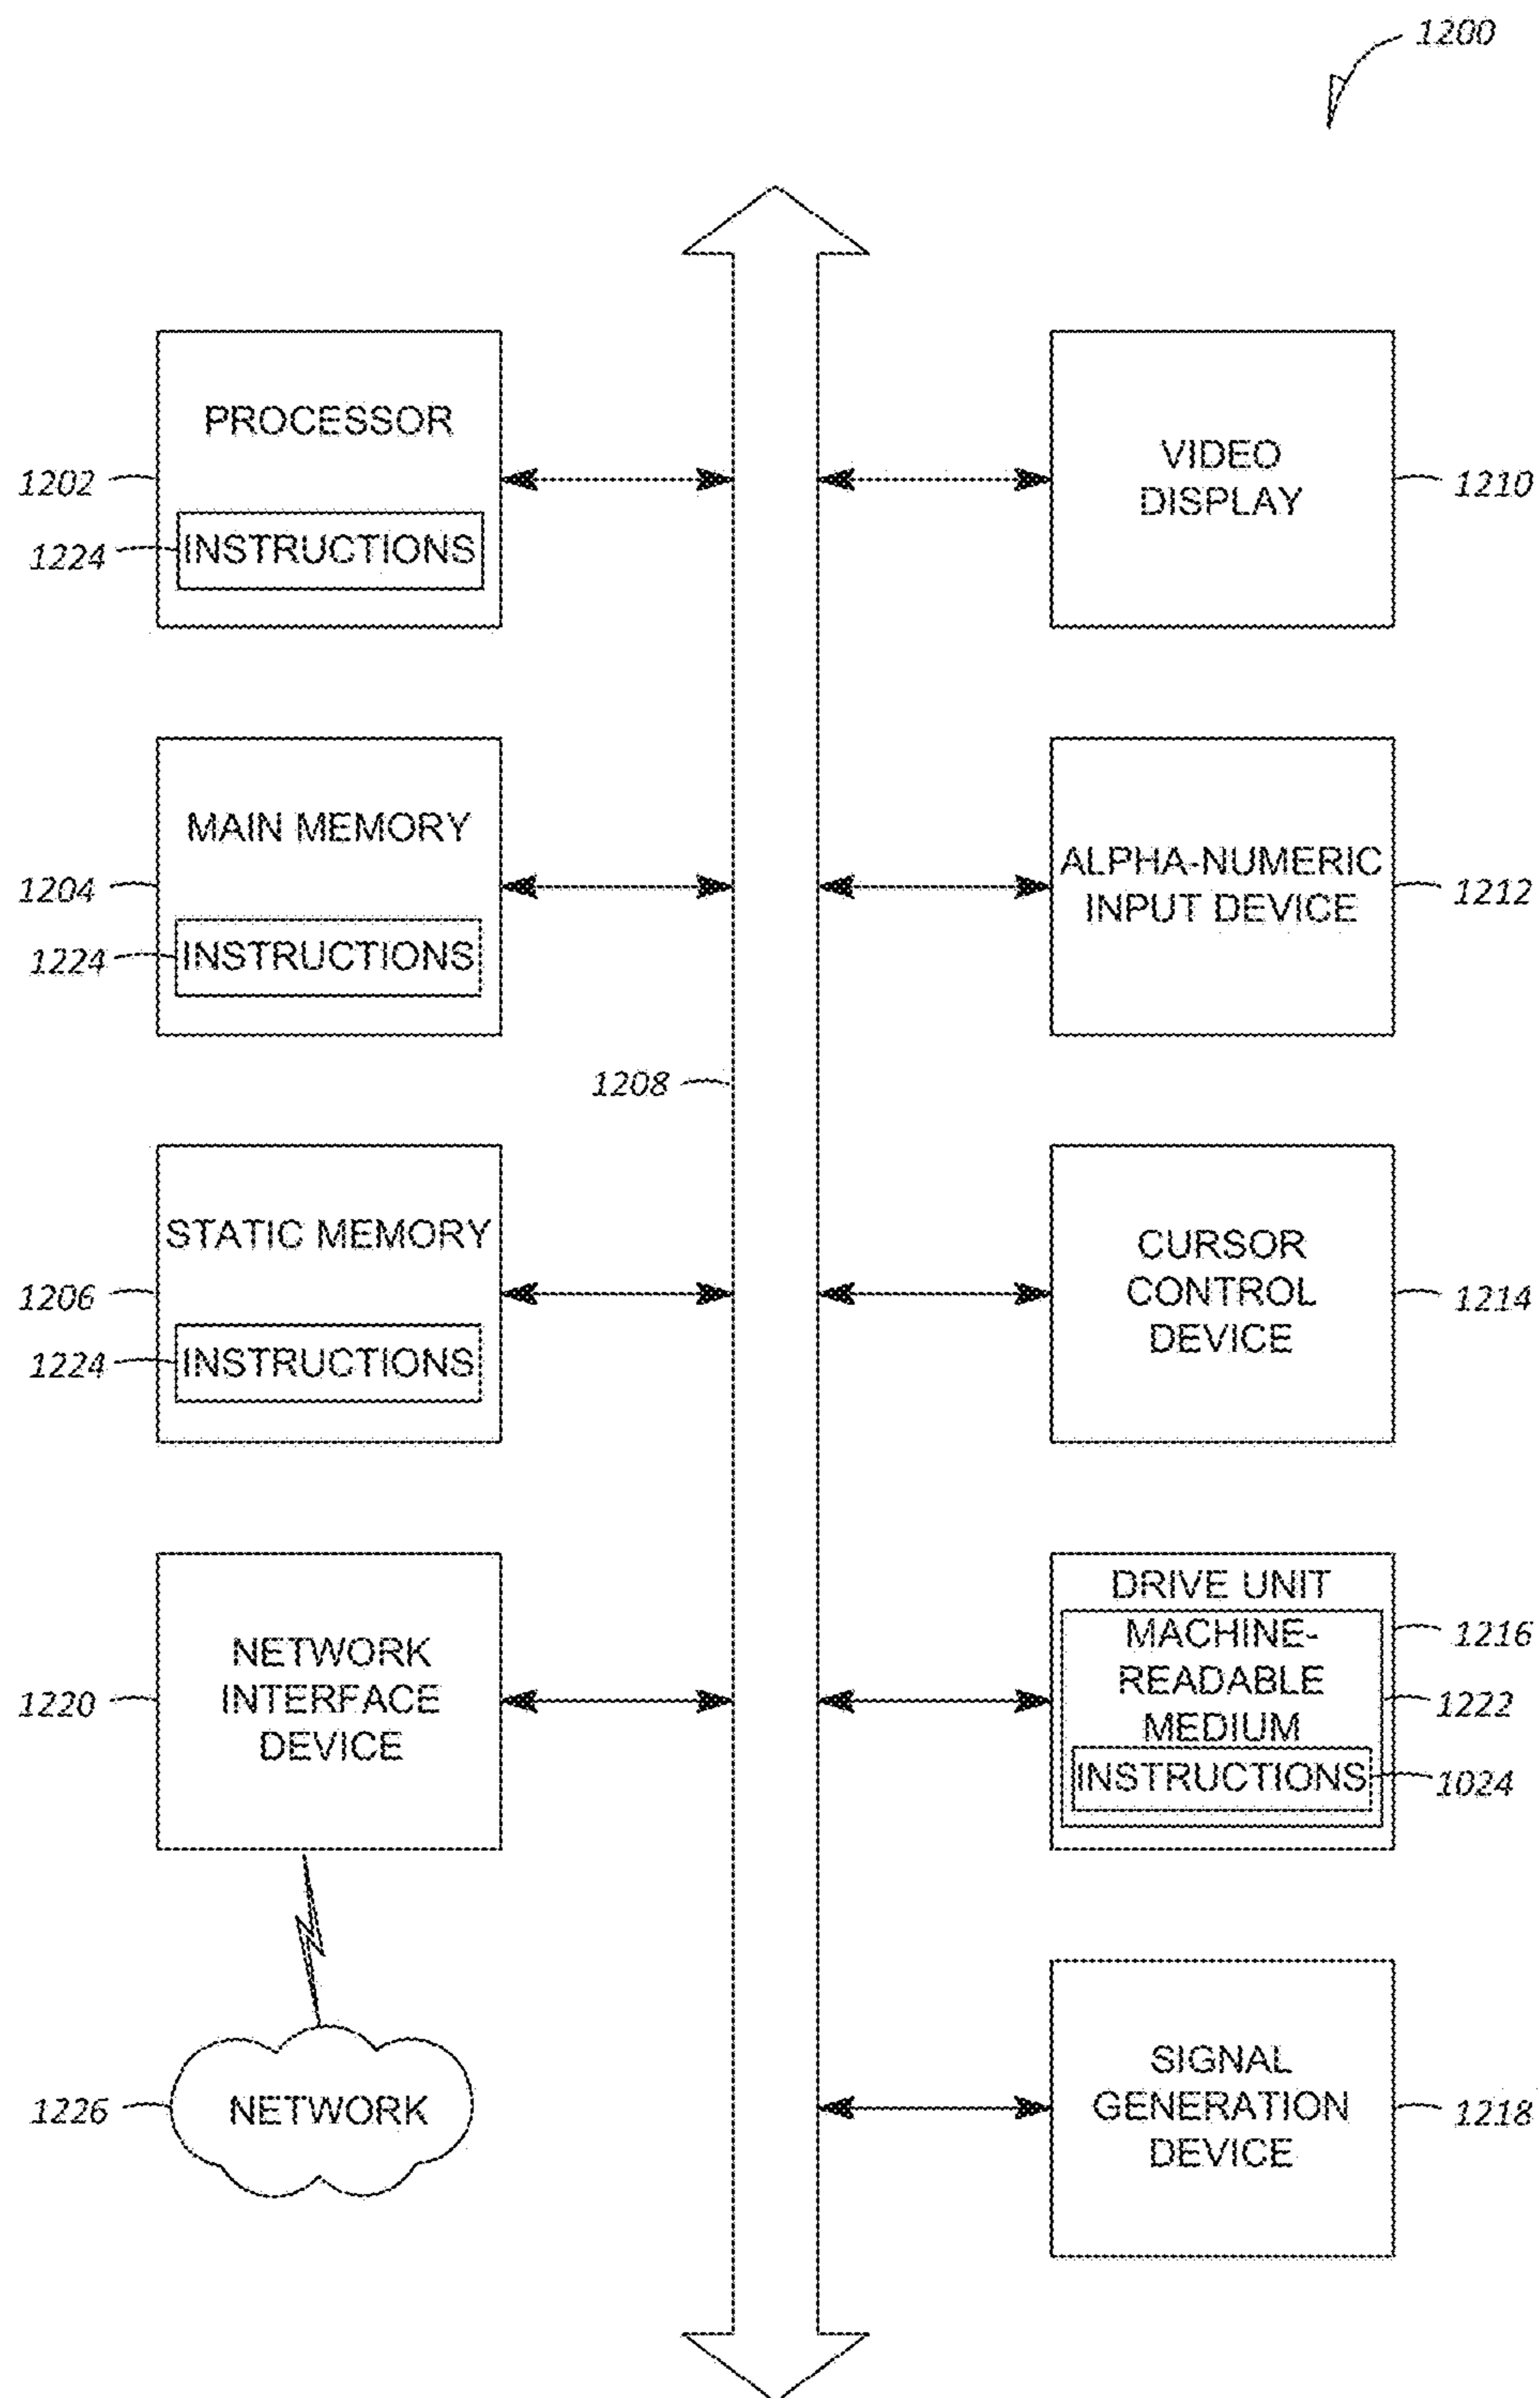 1200
PROCESSOR
1202
1224
INSTRUCTIONS
VIDEO
DISPLAY
1210
MAIN MEMORY
1204
1224
INSTRUCTIONS
ALPHA-NUMERIC
INPUT DEVICE
1212
1208
STATIC MEMORY
1206
1224
INSTRUCTIONS
CURSOR
CONTROL
DEVICE
1214
NETWORK
INTERFACE
DEVICE
1220
DRIVE UNIT
MACHINE-
READABLE
MEDIUM
INSTRUCTIONS
1216
1222
1024
1226
NETWORK
SIGNAL
GENERATION
DEVICE
1218